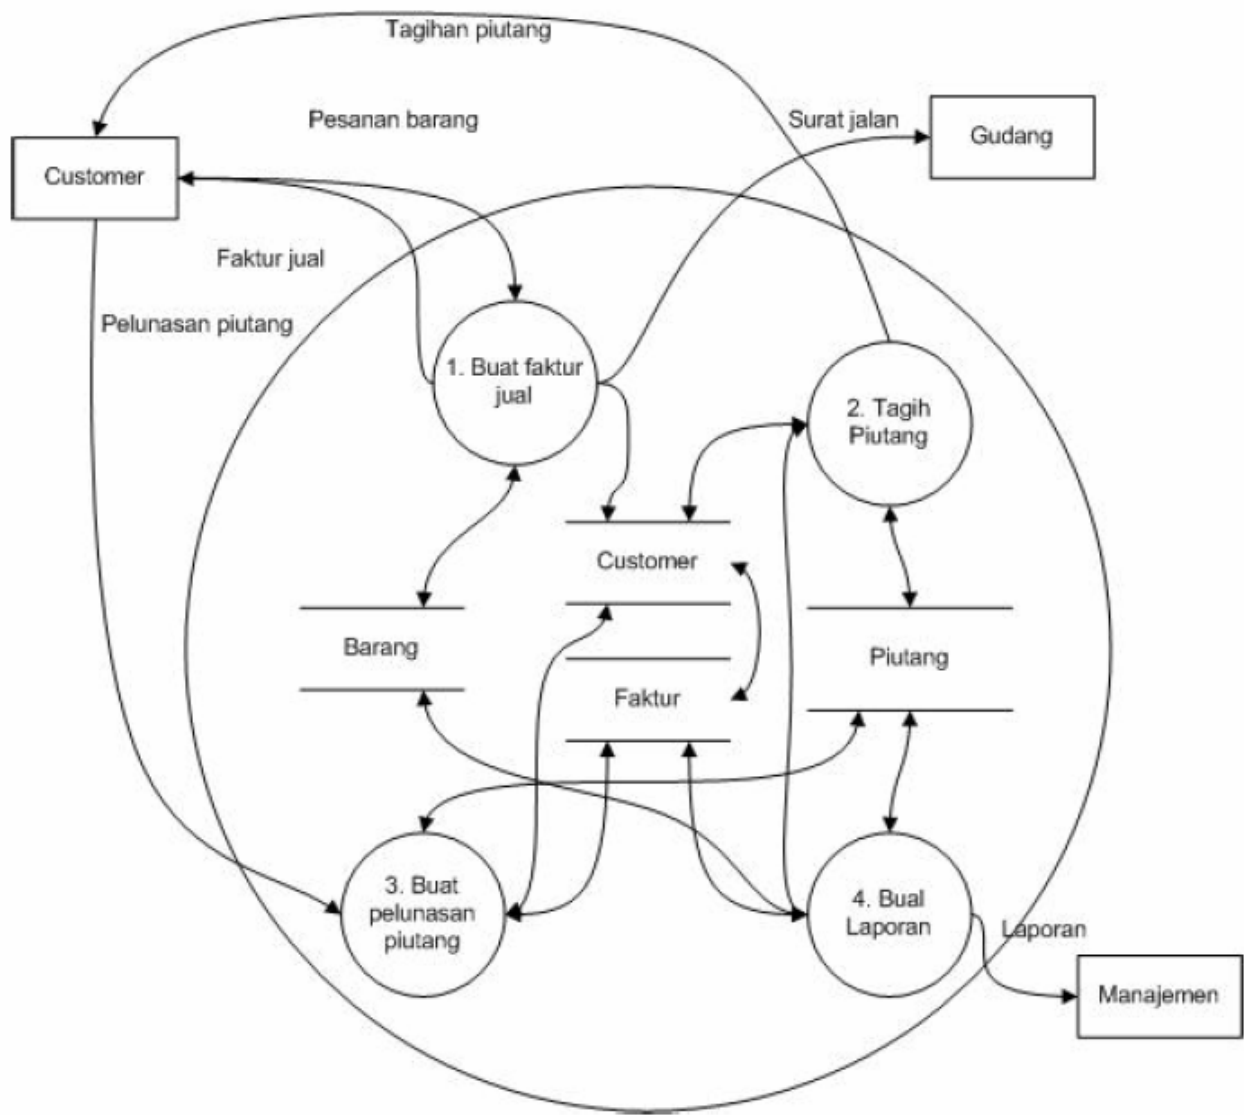 Tagihan piutang
Pesanan barang
Surat jalan
Gudang
Customer
Faktur jual
Pelunasan piutang
1. Buat faktur
jual
2. Tagih
Piutang
Customer
Barang
Faktur
Piutang
3. Buat
pelunasan
piutang
4. Bual
Laporan
Laporan
Manajemen